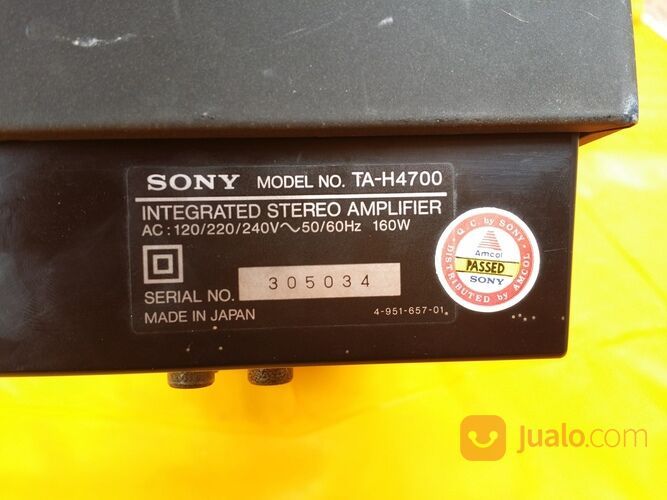 SONY MODEL NO. TA-H4700
INTEGRATED STEREO AMPLIFIER
AC : 120/220/240V ~ 50/60Hz 160W
SERIAL NO. 305034
MADE IN JAPAN 4-951-657-01
Q.C. by SONY
Amcol
PASSED
SONY
DISTRIBUTED by AMCOL
Jualo.com